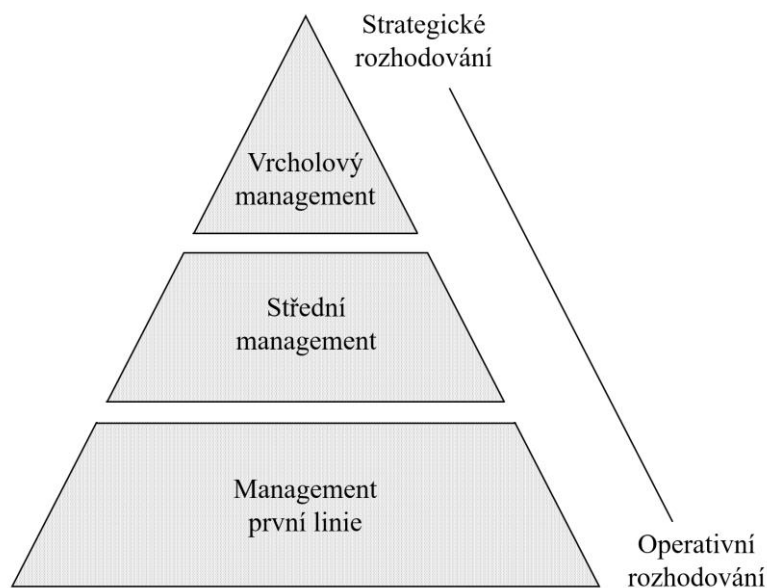 Strategické
rozhodování
Vrcholový
management
Střední
management
Management
první linie
Operativní
rozhodování